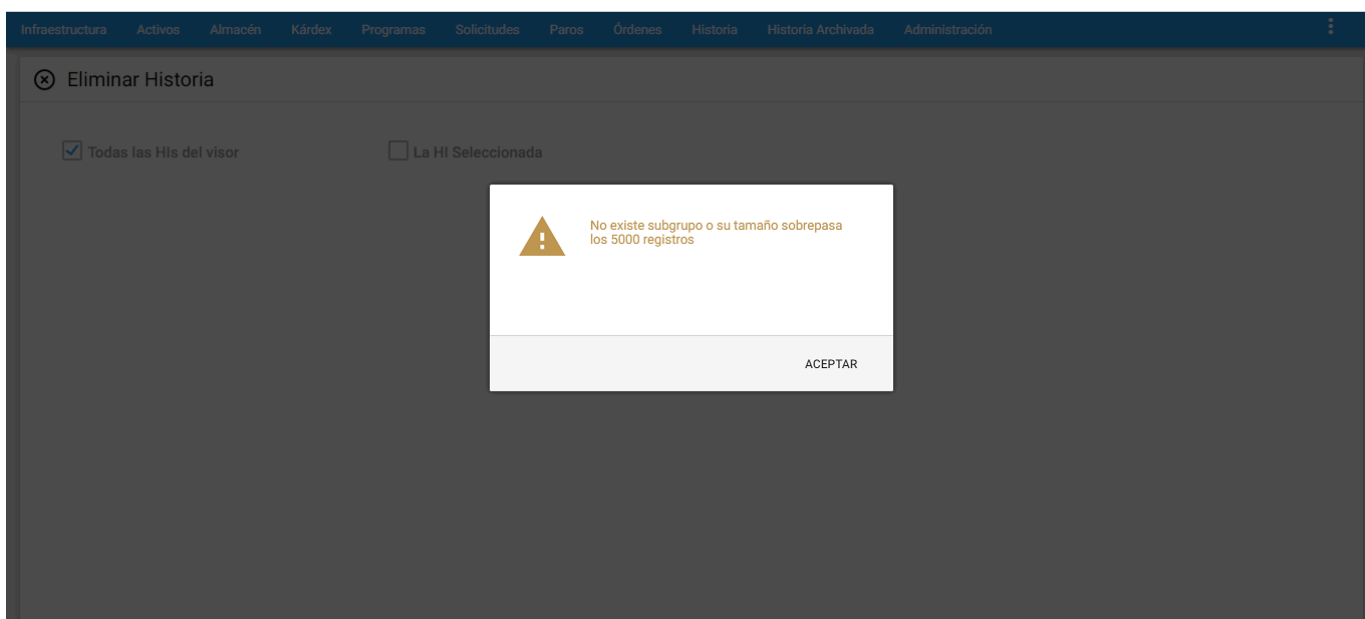 Infraestructura Activos Almacén Kárdex Programas Solicitudes Paros Órdenes Historia Historia Archivada Administración
Eliminar Historia
Todas las HIs del visor La HI Seleccionada
No existe subgrupo o su tamaño sobrepasa
los 5000 registros
ACEPTAR